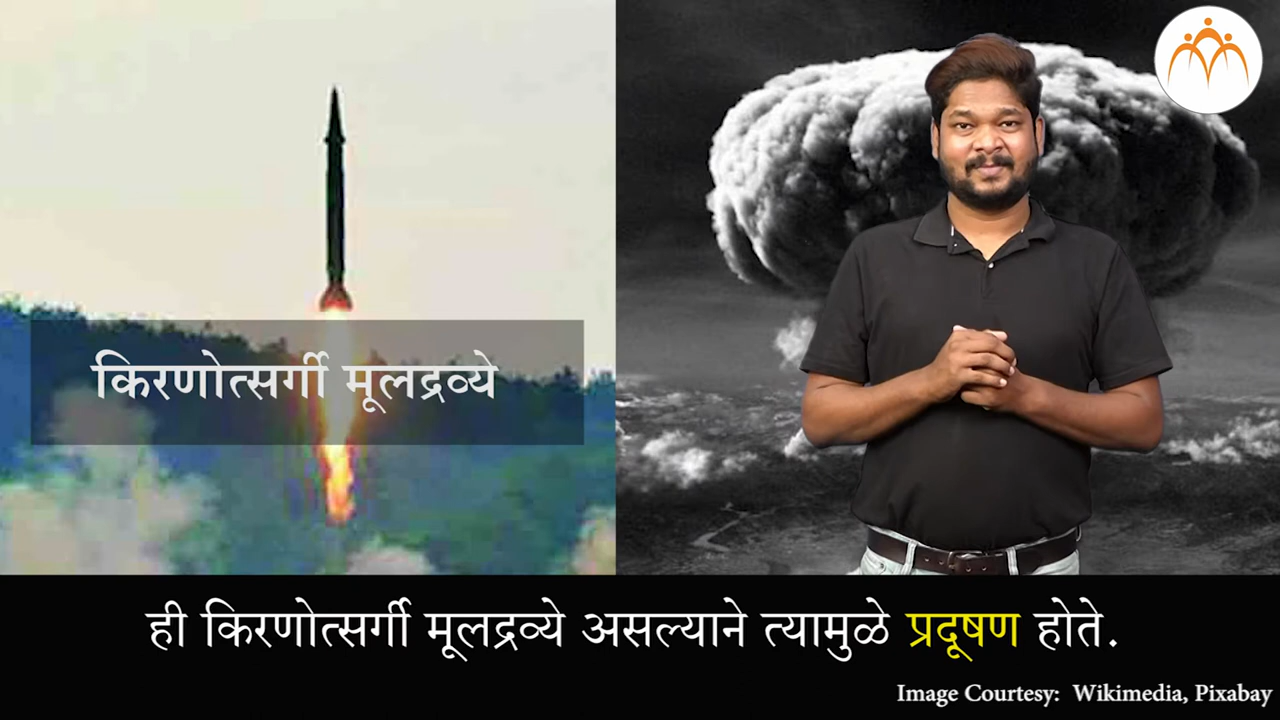 किरणोत्सर्गी मूलद्रव्ये
ही किरणोत्सर्गी मूलद्रव्ये असल्याने त्यामुळे प्रदूषण होते.
Image Courtesy: Wikimedia, Pixabay